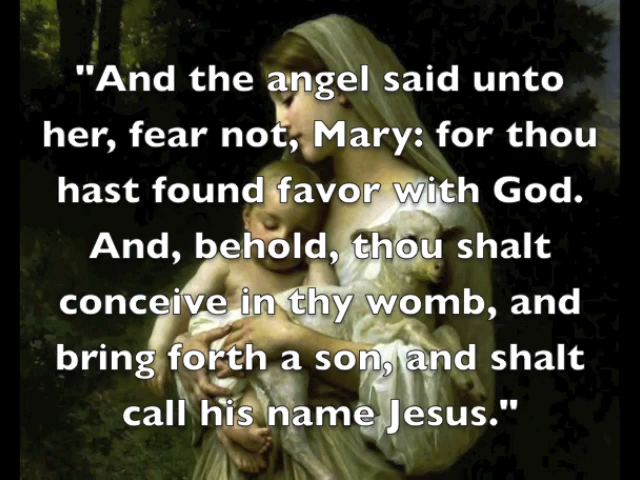 "And the angel said unto
her, fear not, Mary: for thou
hast found favor with God.
And, behold, thou shalt
conceive in thy womb, and
bring forth a son, and shalt
call his name Jesus."